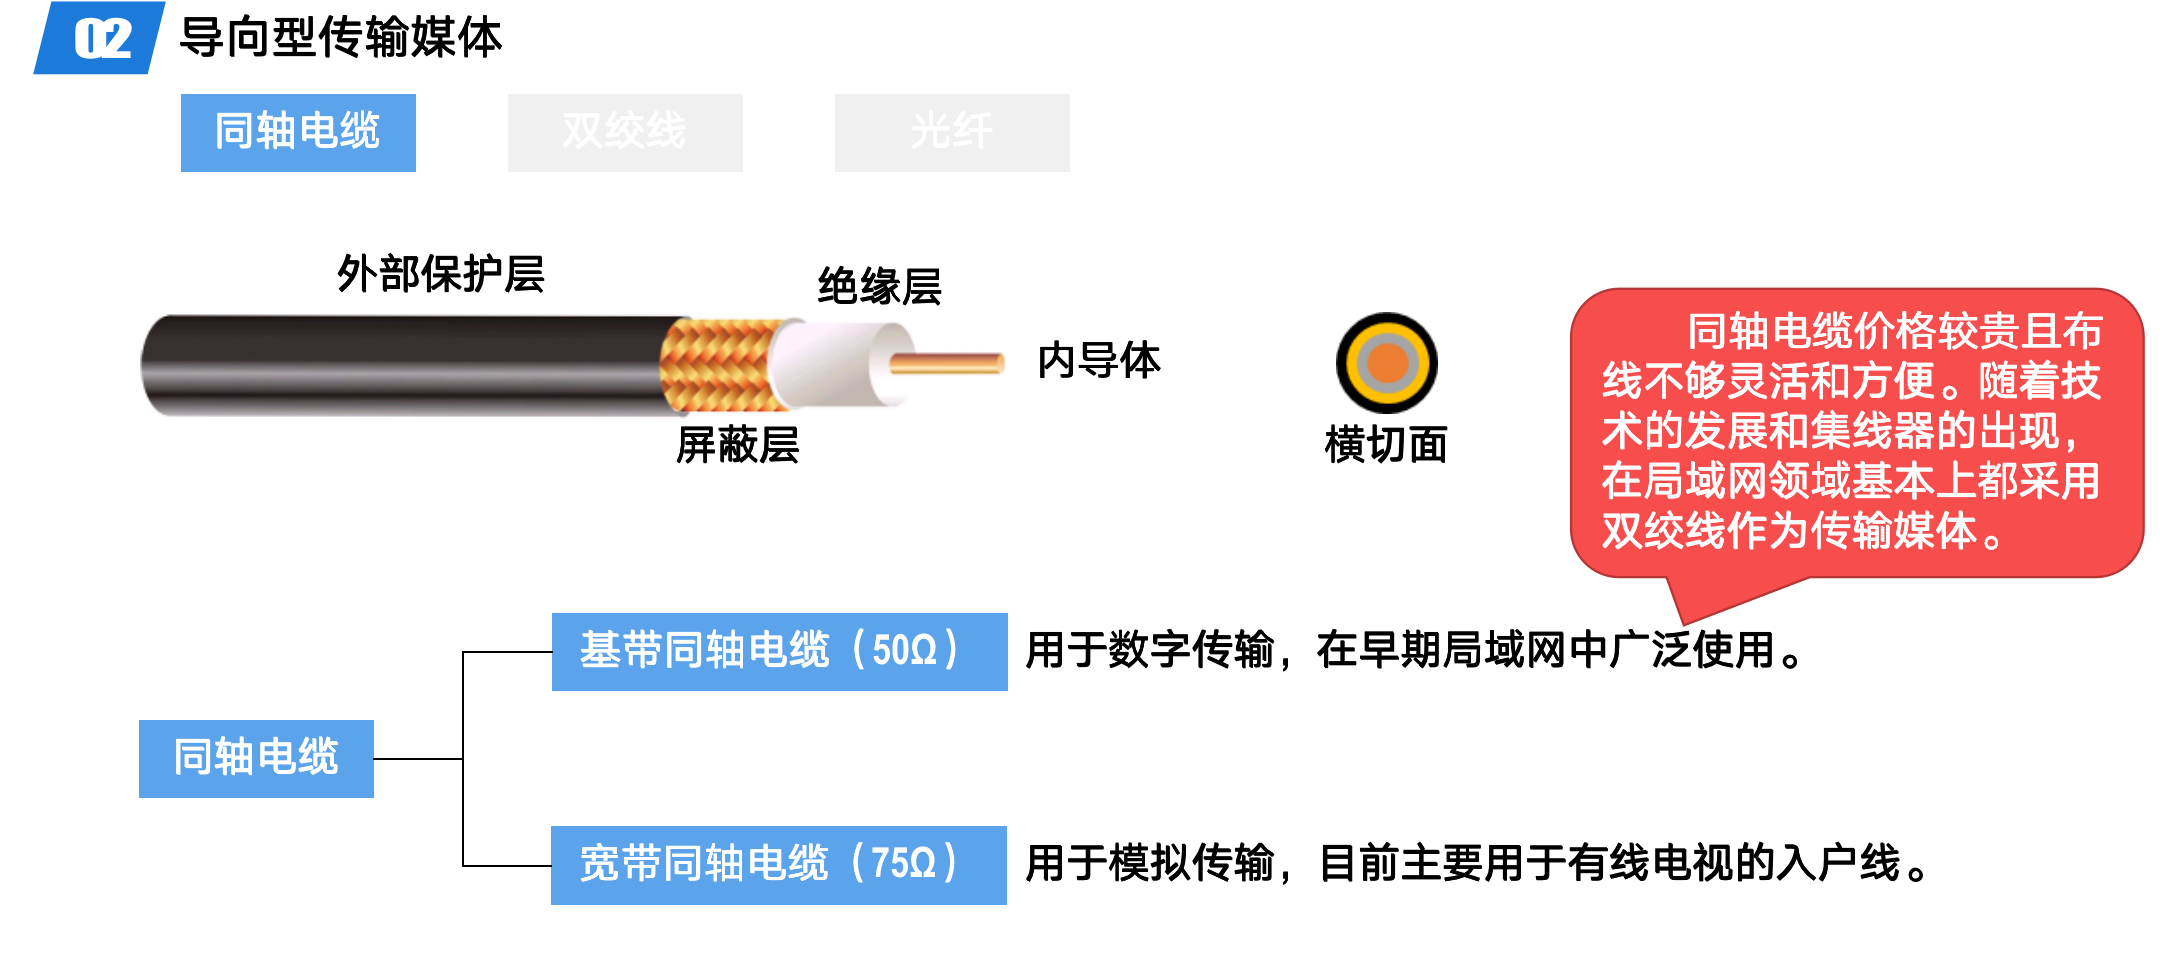 02 导向型传输媒体
同轴电缆 双绞线 光纤
外部保护层
绝缘层
内导体
屏蔽层
横切面
同轴电缆价格较贵且布
线不够灵活和方便。随着技
术的发展和集线器的出现，
在局域网领域基本上都采用
双绞线作为传输媒体。
基带同轴电缆（50Ω） 用于数字传输，在早期局域网中广泛使用。
同轴电缆
宽带同轴电缆（75Ω） 用于模拟传输，目前主要用于有线电视的入户线。